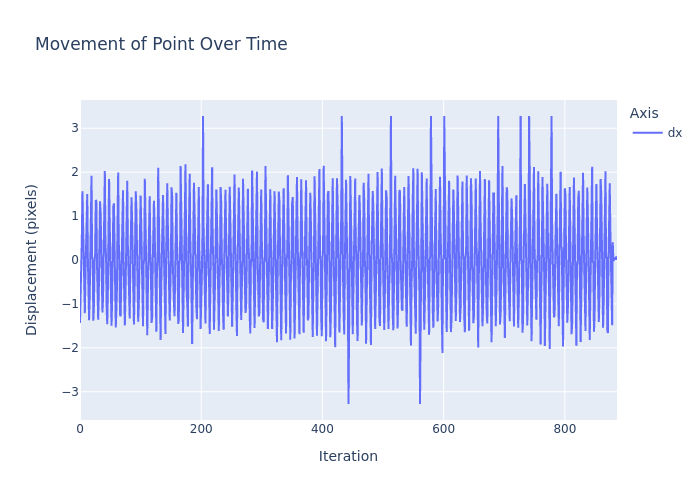 Movement of Point Over Time
Axis
dx
3
2
1
0
−1
−2
−3
Displacement (pixels)
0 200 400 600 800
Iteration